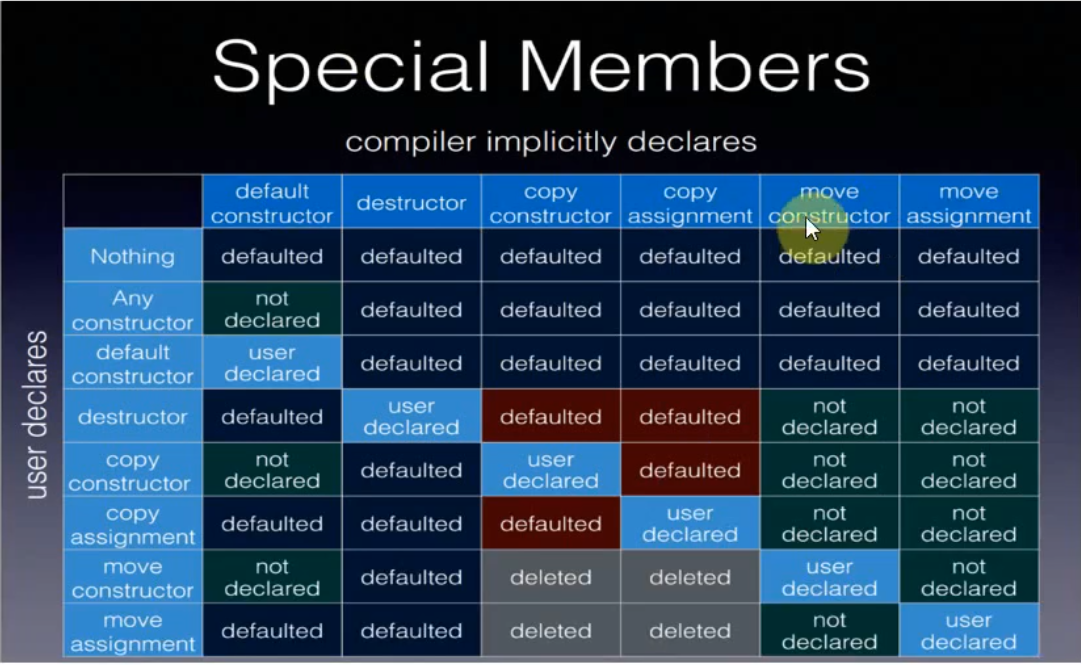 Special Members
compiler implicitly declares
default constructor destructor copy constructor copy assignment move constructor move assignment
user declares
Nothing defaulted defaulted defaulted defaulted defaulted defaulted
Any constructor not declared defaulted defaulted defaulted defaulted defaulted
default constructor user declared defaulted defaulted defaulted defaulted defaulted
destructor defaulted user declared defaulted defaulted not declared not declared
copy constructor not declared defaulted user declared defaulted not declared not declared
copy assignment defaulted defaulted defaulted user declared not declared not declared
move constructor not declared defaulted deleted deleted user declared not declared
move assignment defaulted defaulted deleted deleted not declared user declared